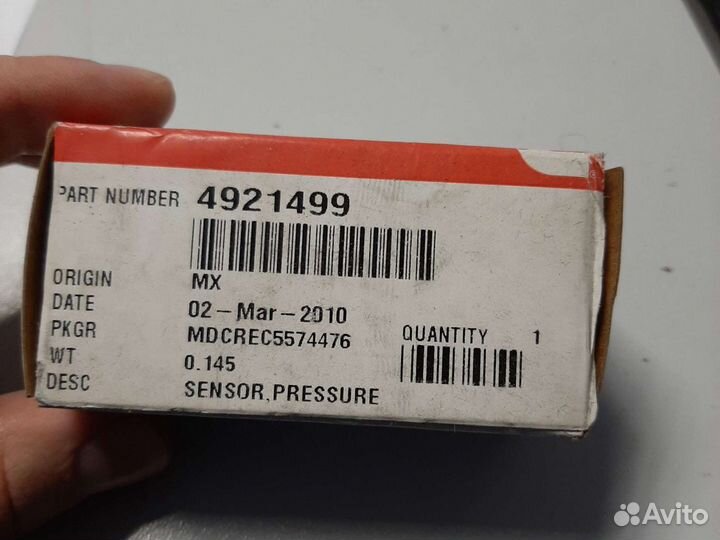 PART NUMBER 4921499
ORIGIN MX
DATE 02-Mar-2010
PKGR MDCREC5574476 QUANTITY 1
WT 0.145
DESC SENSOR,PRESSURE
Avito